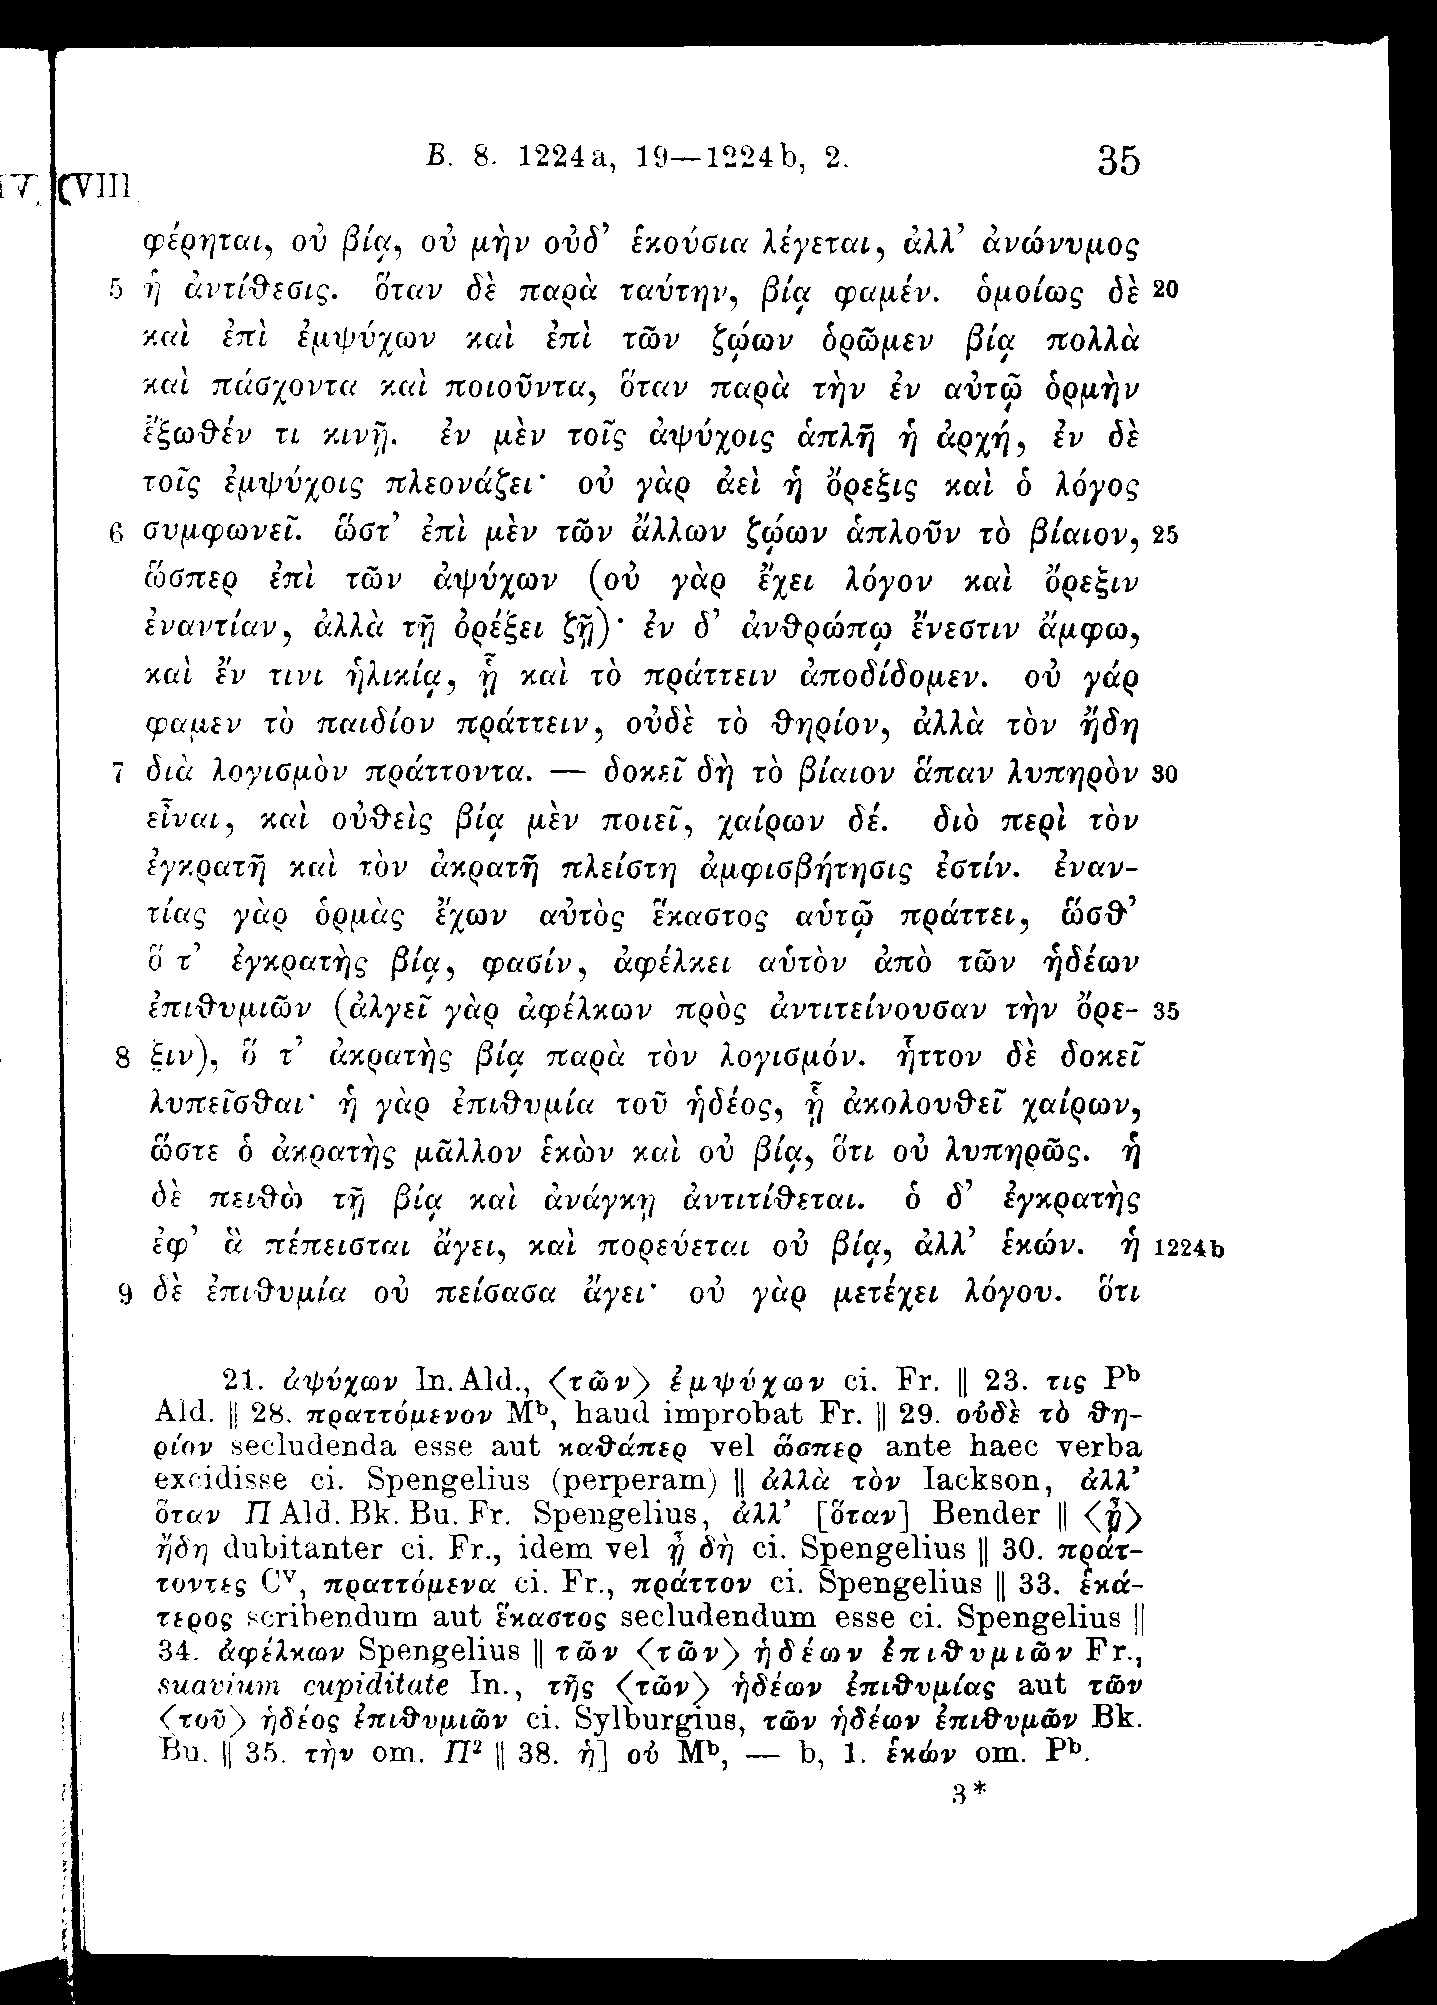 B. 8. 1224a, 19—1224b, 2. 35
(VIII
φέρηται, οὐ βίᾳ, οὐ μὴν οὐδ’ ἑκούσια λέγεται, ἀλλ’ ἀνώνυμος
5 ἡ ἀντίθεσις. ὅταν δὲ παρὰ ταύτην, βίᾳ φαμέν. ὁμοίως δὲ 20
καὶ ἐπὶ ἐμψύχων καὶ ἐπὶ τῶν ζῴων ὁρῶμεν βίᾳ πολλὰ
καὶ πάσχοντα καὶ ποιοῦντα, ὅταν παρὰ τὴν ἐν αὑτῷ ὁρμὴν
ἔξωθέν τι κινῇ. ἐν μὲν τοῖς ἀψύχοις ἁπλῆ ἡ ἀρχή, ἐν δὲ
τοῖς ἐμψύχοις πλεονάζει· οὐ γὰρ ἀεὶ ἡ ὄρεξις καὶ ὁ λόγος
6 συμφωνεῖ. ὥστ’ ἐπὶ μὲν τῶν ἄλλων ζῴων ἁπλοῦν τὸ βίαιον, 25
ὥσπερ ἐπὶ τῶν ἀψύχων (οὐ γὰρ ἔχει λόγον καὶ ὄρεξιν
ἐναντίαν, ἀλλὰ τῇ ὀρέξει ζῇ)· ἐν δ’ ἀνθρώπῳ ἔνεστιν ἄμφω,
καὶ ἔν τινι ἡλικίᾳ, ᾗ καὶ τὸ πράττειν ἀποδίδομεν. οὐ γάρ
φαμεν τὸ παιδίον πράττειν, οὐδὲ τὸ θηρίον, ἀλλὰ τὸν ἤδη
7 διὰ λογισμὸν πράττοντα. — δοκεῖ δὴ τὸ βίαιον ἅπαν λυπηρὸν 30
εἶναι, καὶ οὐθεὶς βίᾳ μὲν ποιεῖ, χαίρων δέ. διὸ περὶ τὸν
ἐγκρατῆ καὶ τὸν ἀκρατῆ πλείστη ἀμφισβήτησις ἐστίν. ἐναν-
τίας γὰρ ὁρμὰς ἔχων αὐτὸς ἕκαστος αὑτῷ πράττει, ὥσθ’
ὅ τ’ ἐγκρατὴς βίᾳ, φασίν, ἀφέλκει αὑτὸν ἀπὸ τῶν ἡδέων
ἐπιθυμιῶν (ἀλγεῖ γὰρ ἀφέλκων πρὸς ἀντιτείνουσαν τὴν ὄρε- 35
8 ξιν), ὅ τ’ ἀκρατὴς βίᾳ παρὰ τὸν λογισμόν. ἧττον δὲ δοκεῖ
λυπεῖσθαι· ἡ γὰρ ἐπιθυμία τοῦ ἡδέος, ᾗ ἀκολουθεῖ χαίρων,
ὥστε ὁ ἀκρατὴς μᾶλλον ἑκὼν καὶ οὐ βίᾳ, ὅτι οὐ λυπηρῶς. ἡ
δὲ πειθὼ τῇ βίᾳ καὶ ἀνάγκῃ ἀντιτίθεται. ὁ δ’ ἐγκρατὴς
ἐφ’ ἃ πέπεισται ἄγει, καὶ πορεύεται οὐ βίᾳ, ἀλλ’ ἑκών. ἡ 1224b
9 δὲ ἐπιθυμία οὐ πείσασα ἄγει· οὐ γὰρ μετέχει λόγου. ὅτι
21. ἀψύχων In. Ald., ⟨τῶν⟩ ἐμψύχων ci. Fr. || 23. τις Pᵇ
Ald. || 28. πραττόμενον Mᵇ, haud improbat Fr. || 29. οὐδὲ τὸ θη-
ρίον secludenda esse aut καθάπερ vel ὥσπερ ante haec verba
excidisse ci. Spengelius (perperam) || ἀλλὰ τὸν Iackson, ἀλλ’
ὅταν Π Ald. Bk. Bu. Fr. Spengelius, ἀλλ’ [ὅταν] Bender || ⟨ᾗ⟩
ἤδη dubitanter ci. Fr., idem vel ᾗ δὴ ci. Spengelius || 30. πράτ-
τοντες Cᵛ, πραττόμενα ci. Fr., πράττον ci. Spengelius || 33. ἑκά-
τερος scribendum aut ἕκαστος secludendum esse ci. Spengelius ||
34. ἀφέλκων Spengelius || τῶν ⟨τῶν⟩ ἡδέων ἐπιθυμιῶν Fr.,
suavium cupiditate In., τῆς ⟨τῶν⟩ ἡδέων ἐπιθυμίας aut τῶν
⟨τοῦ⟩ ἡδέος ἐπιθυμιῶν ci. Sylburgius, τῶν ἡδέων ἐπιθυμῶν Bk.
Bu. || 35. τὴν om. Π² || 38. ἡ] οὐ Mᵇ, — b, 1. ἑκών om. Pᵇ.
3*